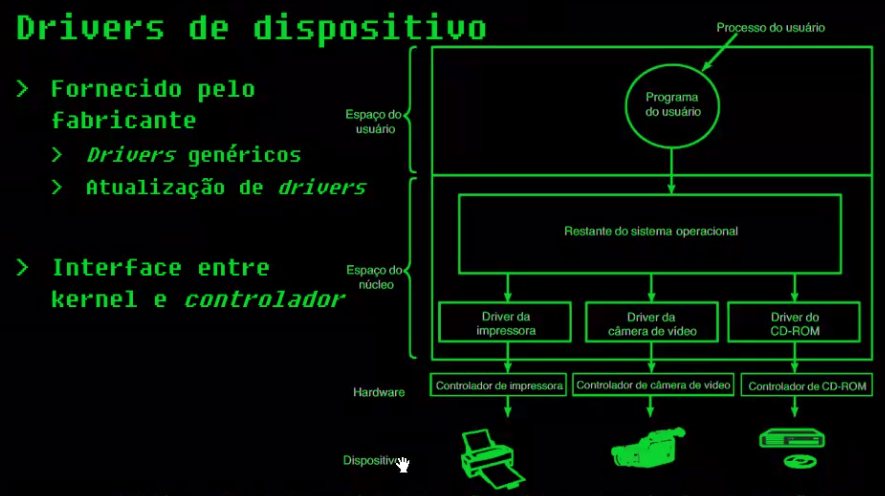 Drivers de dispositivo
> Fornecido pelo
fabricante
> Drivers genéricos
> Atualização de drivers
> Interface entre
kernel e controlador
Processo do usuário
Espaço do
usuário
Programa
do usuário
Restante do sistema operacional
Espaço do
núcleo
Driver da
impressora
Driver da
câmera de vídeo
Driver do
CD-ROM
Hardware
Controlador de impressora
Controlador de câmera de vídeo
Controlador de CD-ROM